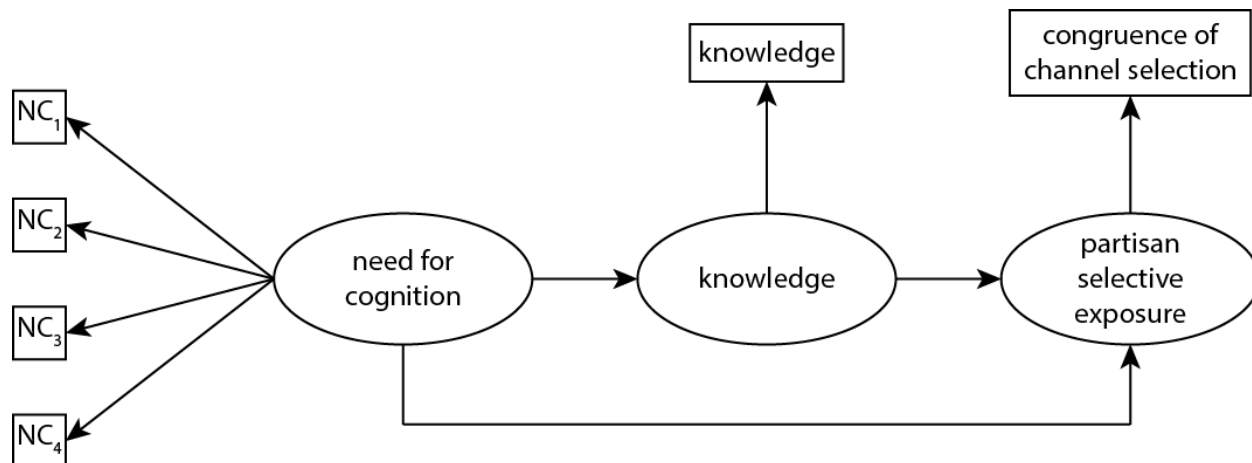 knowledge
congruence of
channel selection
NC₁
NC₂
NC₃
NC₄
need for
cognition
knowledge
partisan
selective
exposure